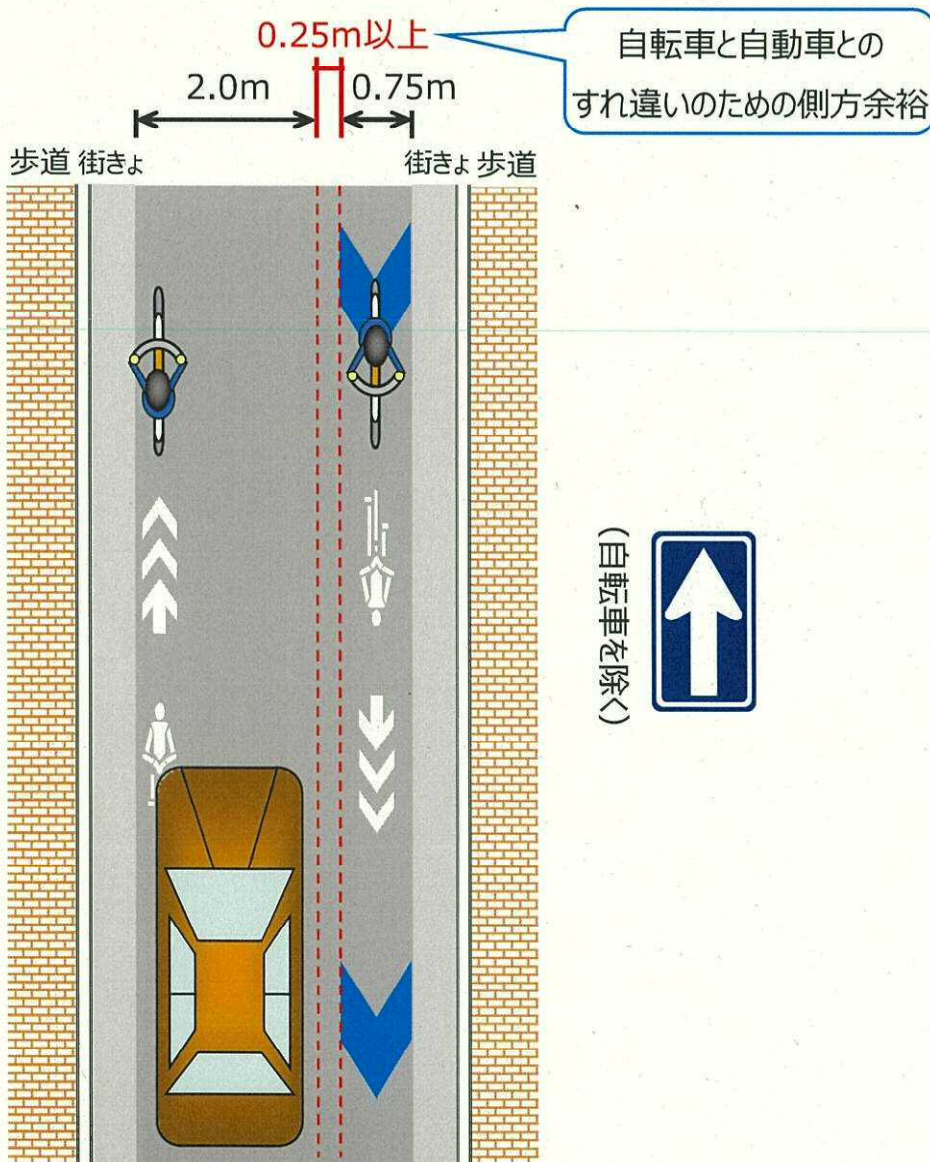 0.25m以上
自転車と自動車との
すれ違いのための側方余裕
2.0m
0.75m
歩道 街きょ
街きょ 歩道
(自転車を除く)